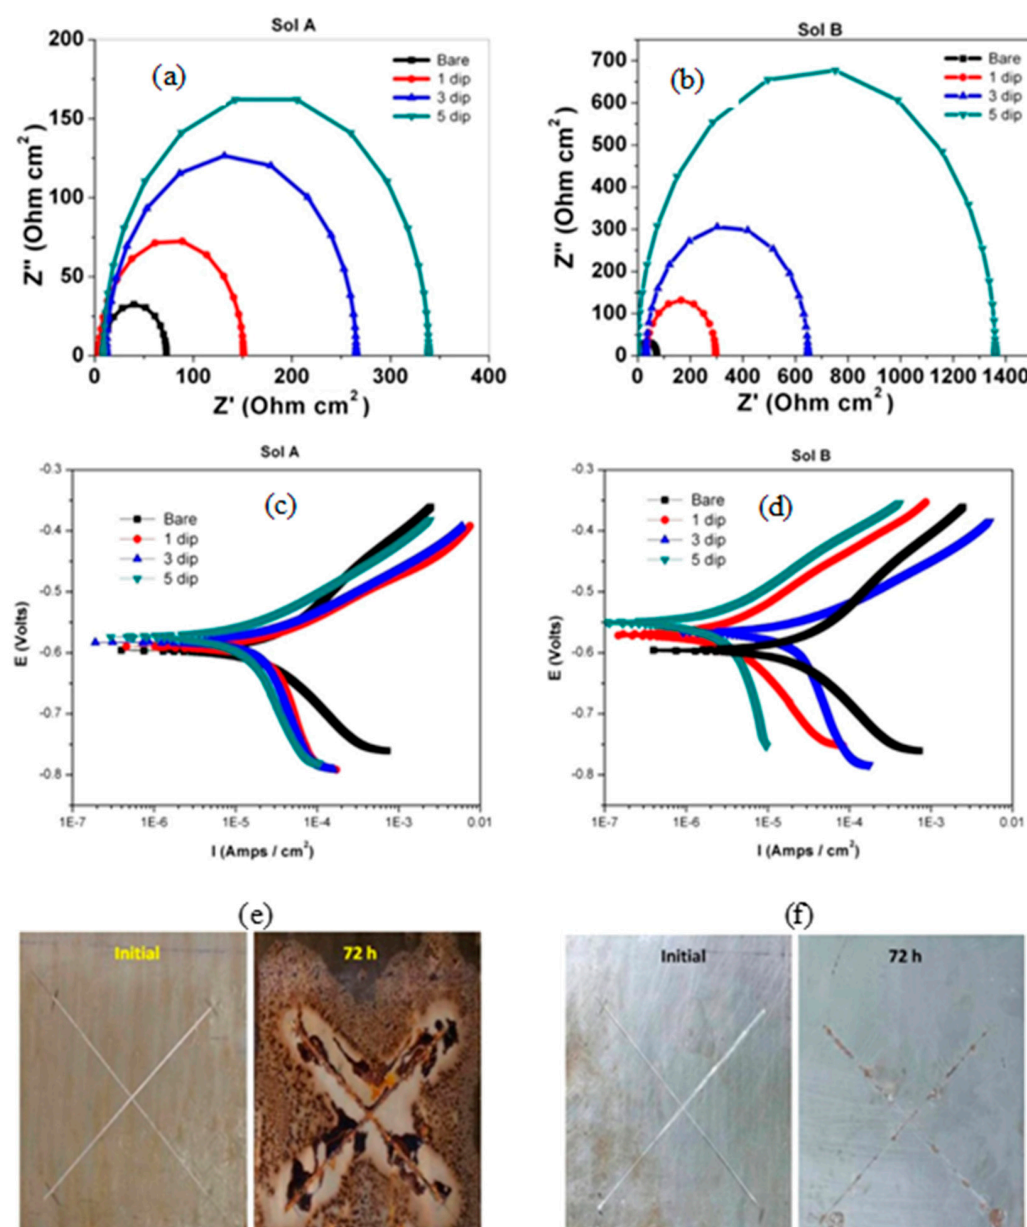 Sol A
(a)
Bare
1 dip
3 dip
5 dip
200
150
100
50
0
Z'' (Ohm cm²)
0 100 200 300 400
Z' (Ohm cm²)
Sol B
(b)
Bare
1 dip
3 dip
5 dip
700
600
500
400
300
200
100
0
Z'' (Ohm cm²)
0 200 400 600 800 1000 1200 1400
Z' (Ohm cm²)
Sol A
(c)
Bare
1 dip
3 dip
5 dip
-0.3
-0.4
-0.5
-0.6
-0.7
-0.8
E (Volts)
1E-7 1E-6 1E-5 1E-4 1E-3 0.01
I (Amps / cm²)
Sol B
(d)
Bare
1 dip
3 dip
5 dip
-0.3
-0.4
-0.5
-0.6
-0.7
-0.8
E (Volts)
1E-7 1E-6 1E-5 1E-4 1E-3 0.01
I (Amps / cm²)
(e)
Initial
72 h
(f)
Initial
72 h